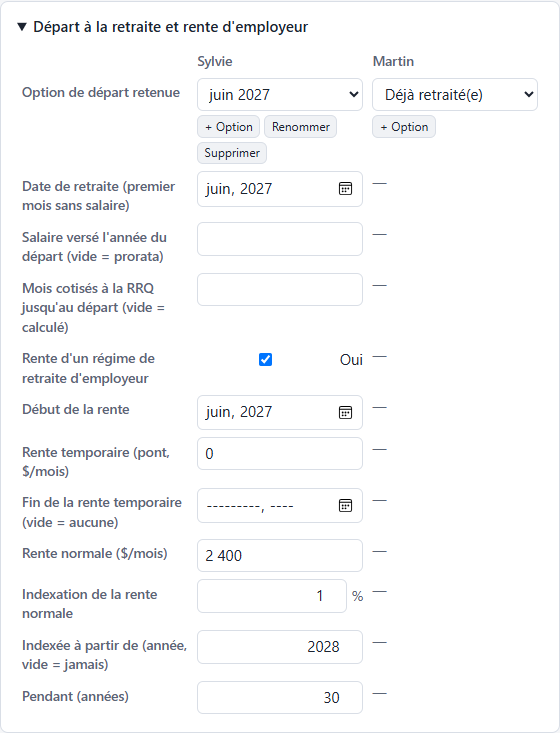 ▼ Départ à la retraite et rente d'employeur
Sylvie Martin
Option de départ retenue juin 2027 Déjà retraité(e)
+ Option Renommer + Option
Supprimer
Date de retraite (premier juin, 2027 —
mois sans salaire)
Salaire versé l'année du —
départ (vide = prorata)
Mois cotisés à la RRQ —
jusqu'au départ (vide =
calculé)
Rente d'un régime de Oui —
retraite d'employeur
Début de la rente juin, 2027 —
Rente temporaire (pont, 0 —
$/mois)
Fin de la rente temporaire ---------, ---- —
(vide = aucune)
Rente normale ($/mois) 2 400 —
Indexation de la rente 1 % —
normale
Indexée à partir de (année, 2028 —
vide = jamais)
Pendant (années) 30 —